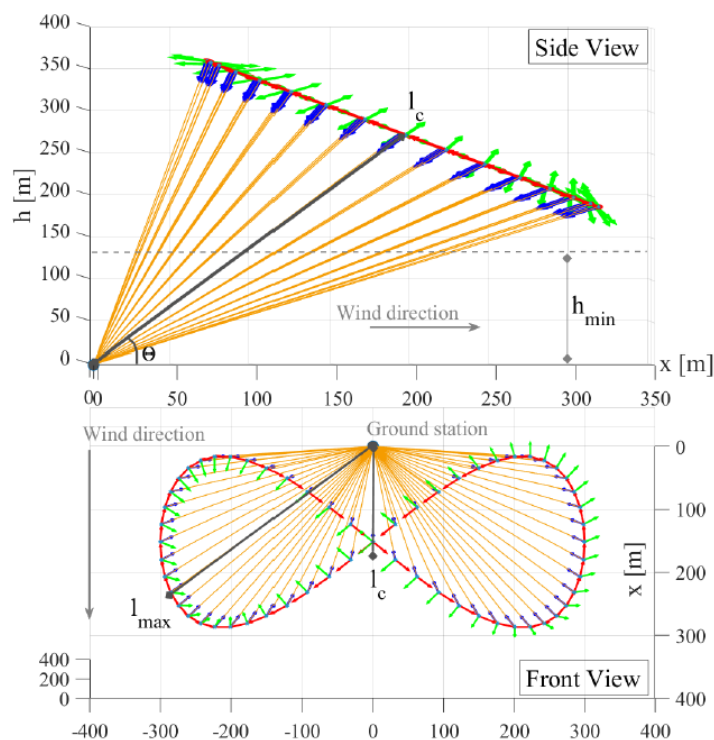 400
Side View
350
l_c
300
250
h [m]
200
150
100
h_min
Wind direction
50
0
Θ
x [m]
0 0 50 100 150 200 250 300 350
Wind direction
Ground station
0
100
x [m]
200
l_max
l_c
300
400
200
0
Front View
400
-400 -300 -200 -100 0 100 200 300 400